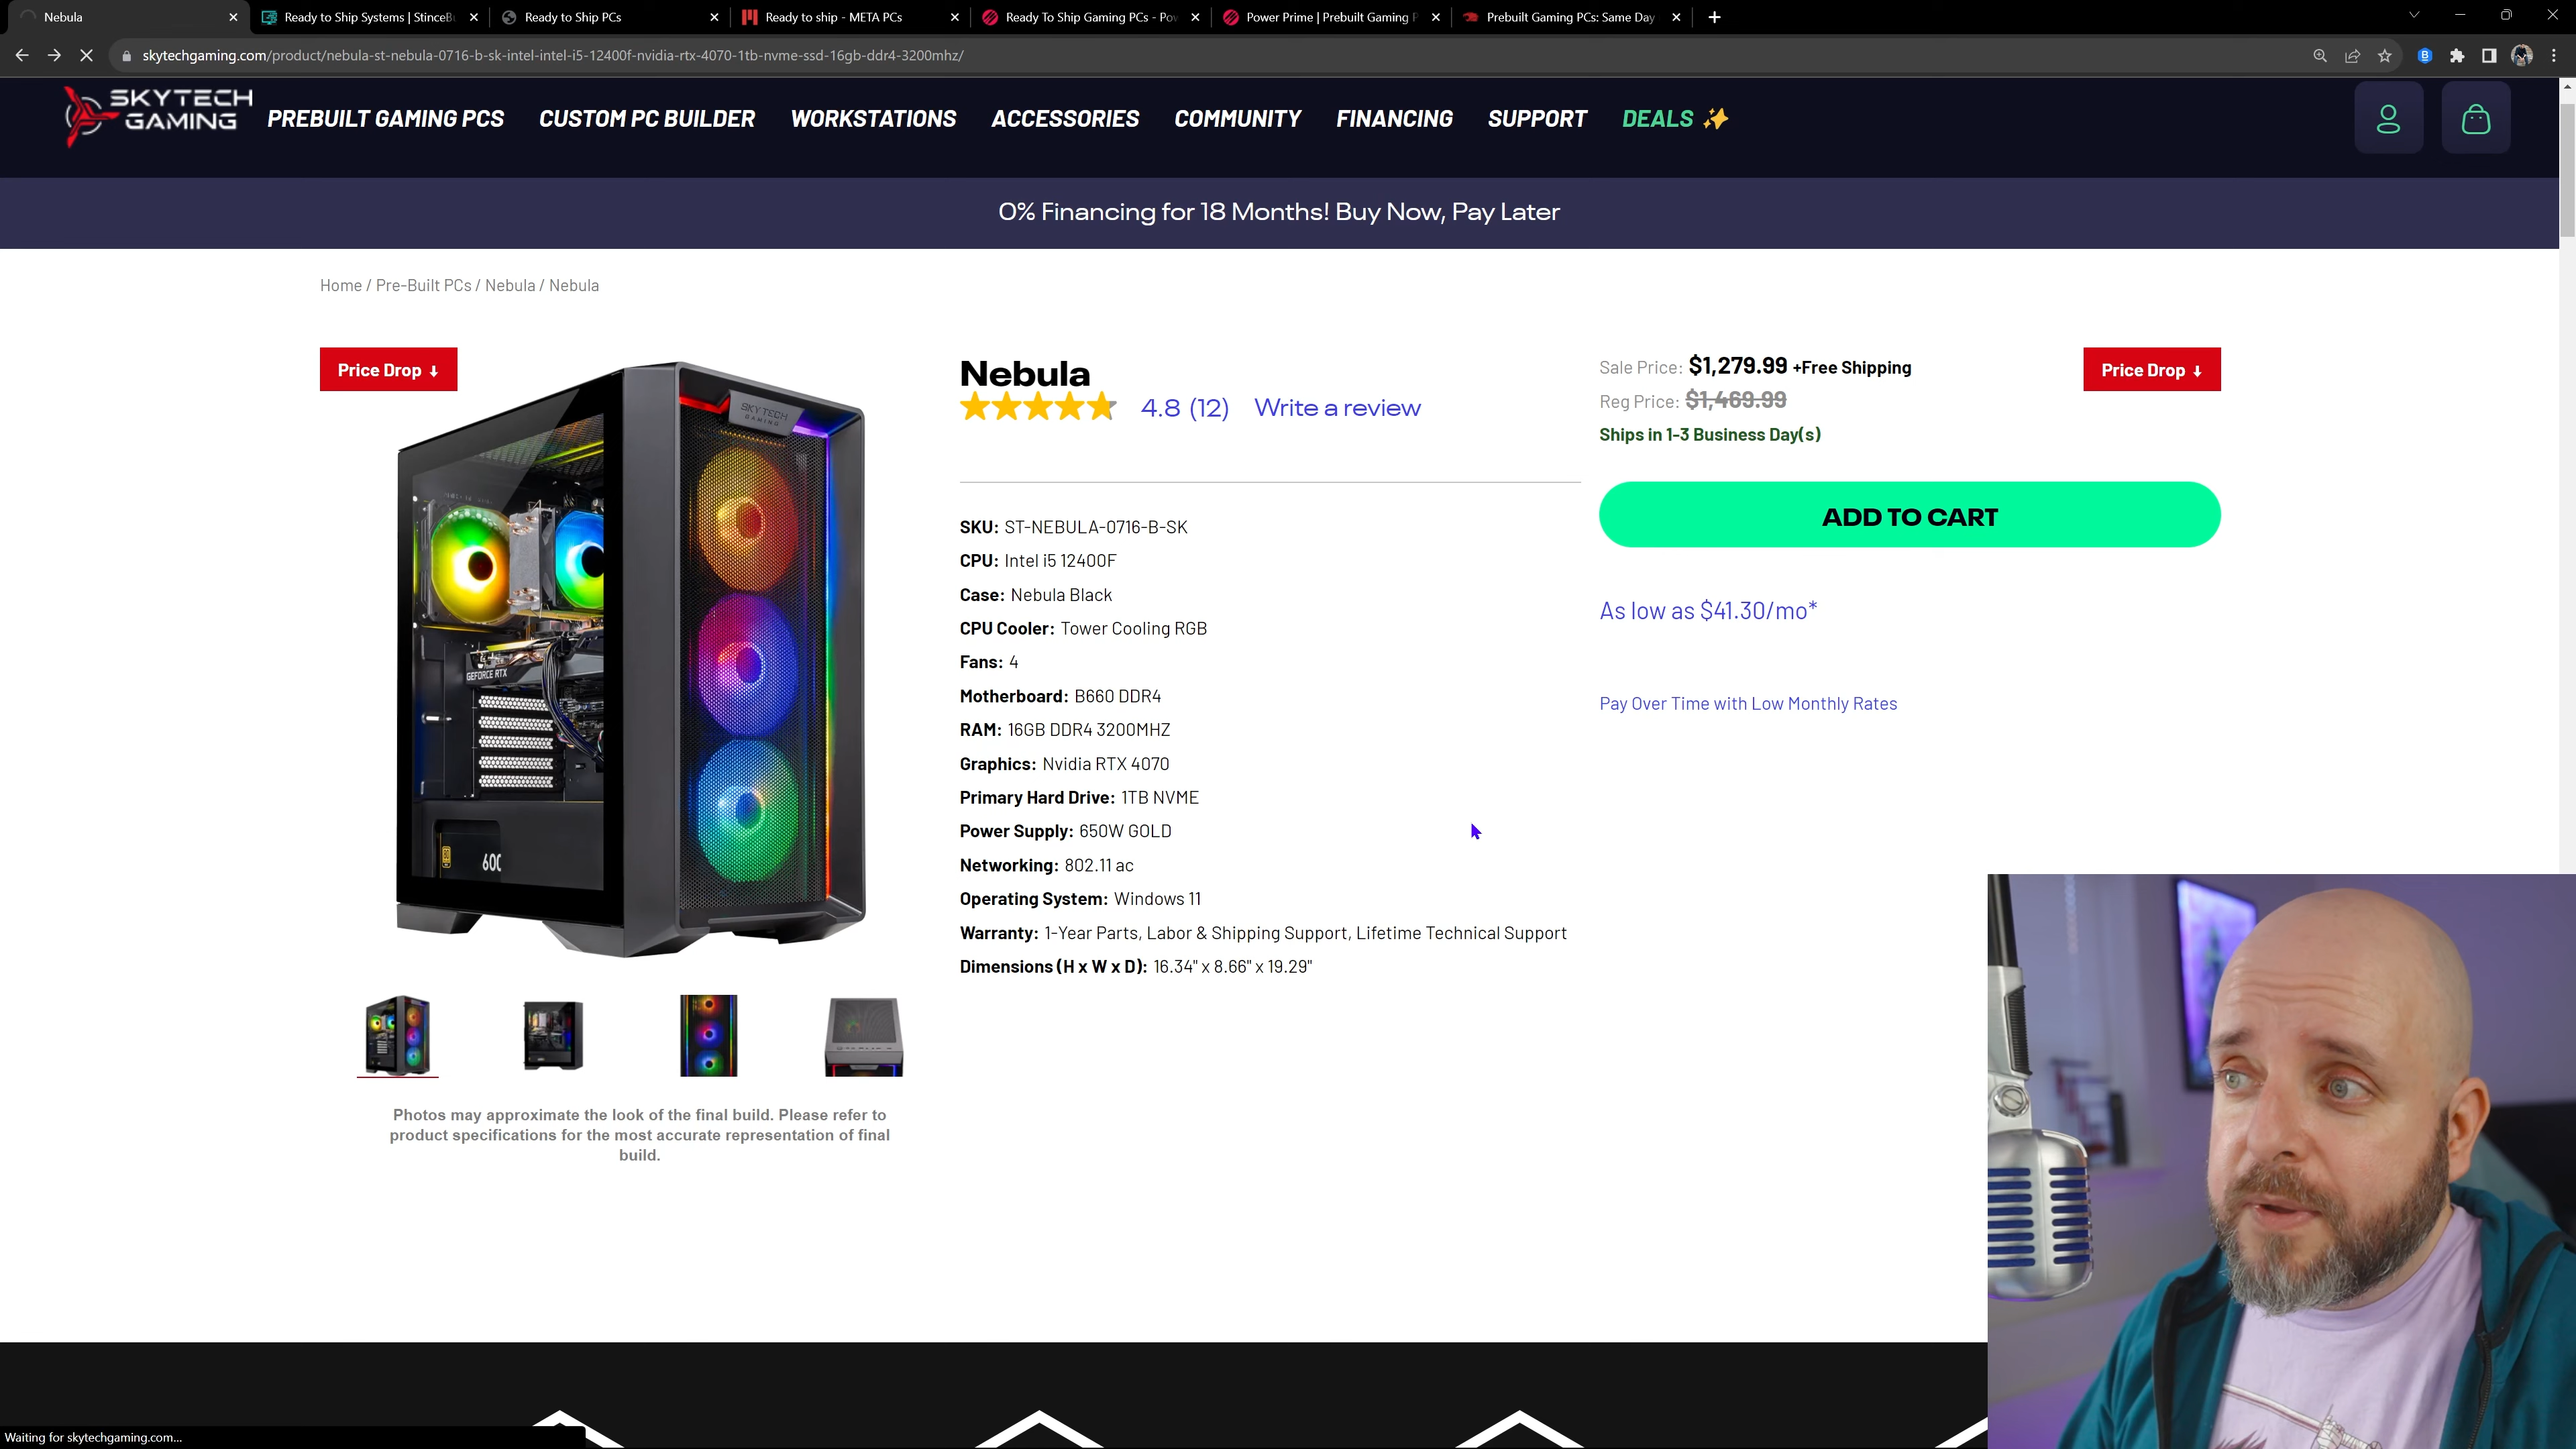 Nebula
Ready to Ship Systems | StinceBu
Ready to Ship PCs
Ready to ship - META PCs
Ready To Ship Gaming PCs - Pow
Power Prime | Prebuilt Gaming P
Prebuilt Gaming PCs: Same Day
skytechgaming.com/product/nebula-st-nebula-0716-b-sk-intel-intel-i5-12400f-nvidia-rtx-4070-1tb-nvme-ssd-16gb-ddr4-3200mhz/
SKYTECH
GAMING
PREBUILT GAMING PCS
CUSTOM PC BUILDER
WORKSTATIONS
ACCESSORIES
COMMUNITY
FINANCING
SUPPORT
DEALS ✨
0% Financing for 18 Months! Buy Now, Pay Later
Home / Pre-Built PCs / Nebula / Nebula
Price Drop ↓
SKYTECH
GAMING
GEFORCE RTX
600
Photos may approximate the look of the final build. Please refer to
product specifications for the most accurate representation of final
build.
Nebula
4.8 (12) Write a review
SKU: ST-NEBULA-0716-B-SK
CPU: Intel i5 12400F
Case: Nebula Black
CPU Cooler: Tower Cooling RGB
Fans: 4
Motherboard: B660 DDR4
RAM: 16GB DDR4 3200MHZ
Graphics: Nvidia RTX 4070
Primary Hard Drive: 1TB NVME
Power Supply: 650W GOLD
Networking: 802.11 ac
Operating System: Windows 11
Warranty: 1-Year Parts, Labor & Shipping Support, Lifetime Technical Support
Dimensions (H x W x D): 16.34" x 8.66" x 19.29"
Sale Price: $1,279.99 +Free Shipping
Reg Price: $1,469.99
Ships in 1-3 Business Day(s)
Price Drop ↓
ADD TO CART
As low as $41.30/mo*
Pay Over Time with Low Monthly Rates
Waiting for skytechgaming.com...